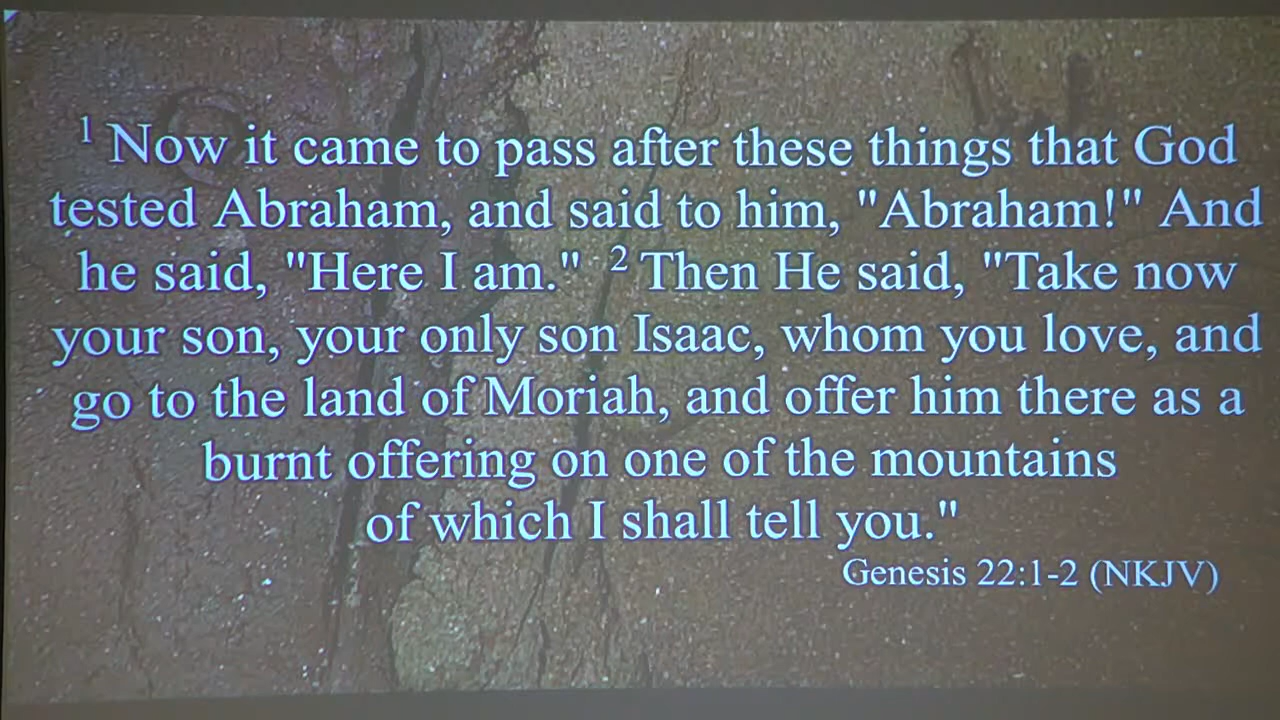 1 Now it came to pass after these things that God
tested Abraham, and said to him, "Abraham!" And
he said, "Here I am." 2 Then He said, "Take now
your son, your only son Isaac, whom you love, and
go to the land of Moriah, and offer him there as a
burnt offering on one of the mountains
of which I shall tell you."
Genesis 22:1-2 (NKJV)